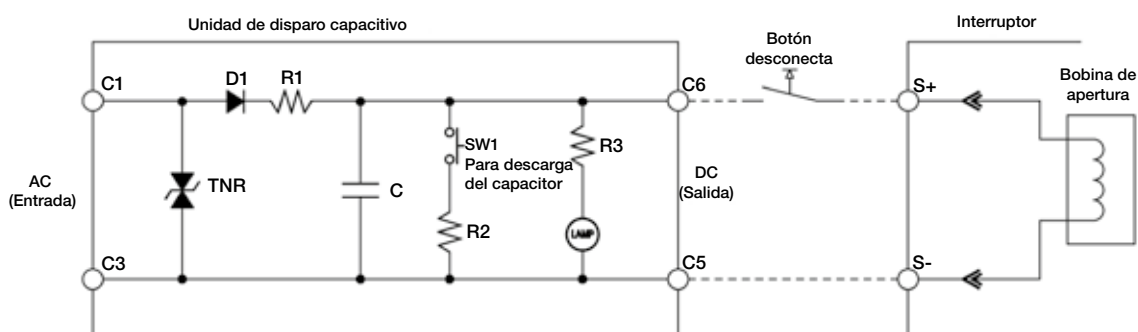 Unidad de disparo capacitivo
Interruptor
Botón
desconecta
Bobina de
apertura
C1
D1
R1
C6
S+
SW1
Para descarga
del capacitor
R3
AC
(Entrada)
TNR
C
R2
LAMP
DC
(Salida)
C3
C5
S-